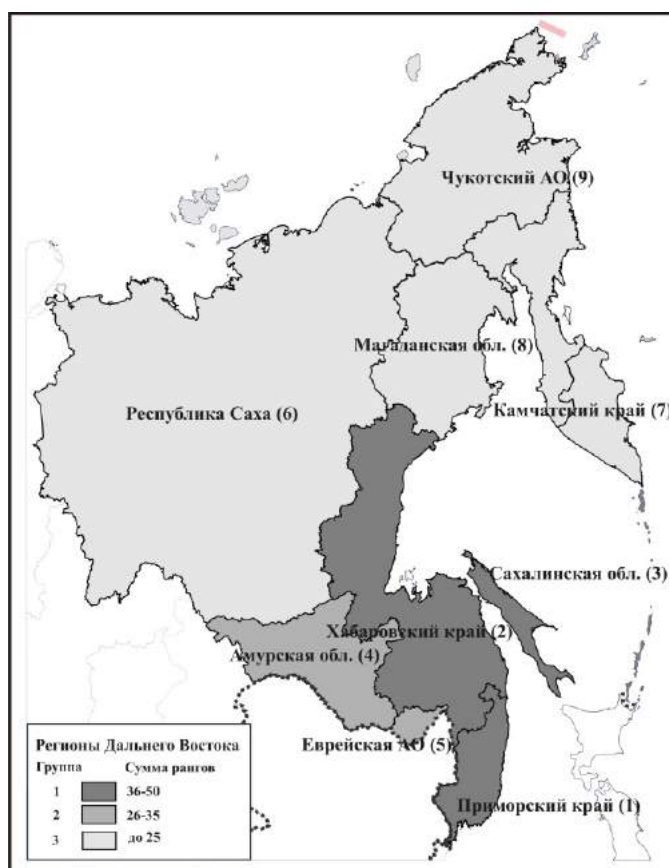 Чукотский АО (9)
Магаданская обл. (8)
Камчатский край (7)
Республика Саха (6)
Сахалинская обл. (3)
Хабаровский край (2)
Амурская обл. (4)
Еврейская АО (5)
Приморский край (1)
Регионы Дальнего Востока
Группа Сумма рангов
1 36-50
2 26-35
3 до 25